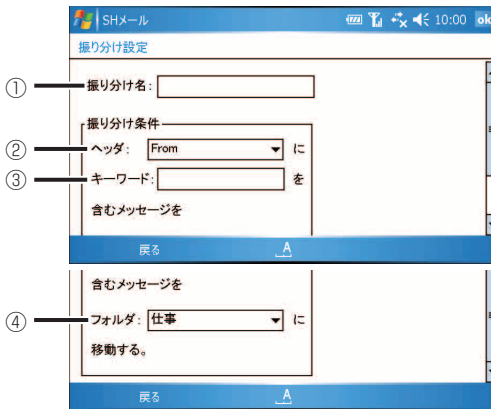 SHメール 10:00 ok
振り分け設定
① 振り分け名:
振り分け条件
② ヘッダ: From に
③ キーワード: を
含むメッセージを
戻る A
含むメッセージを
④ フォルダ: 仕事 に
移動する。
戻る A